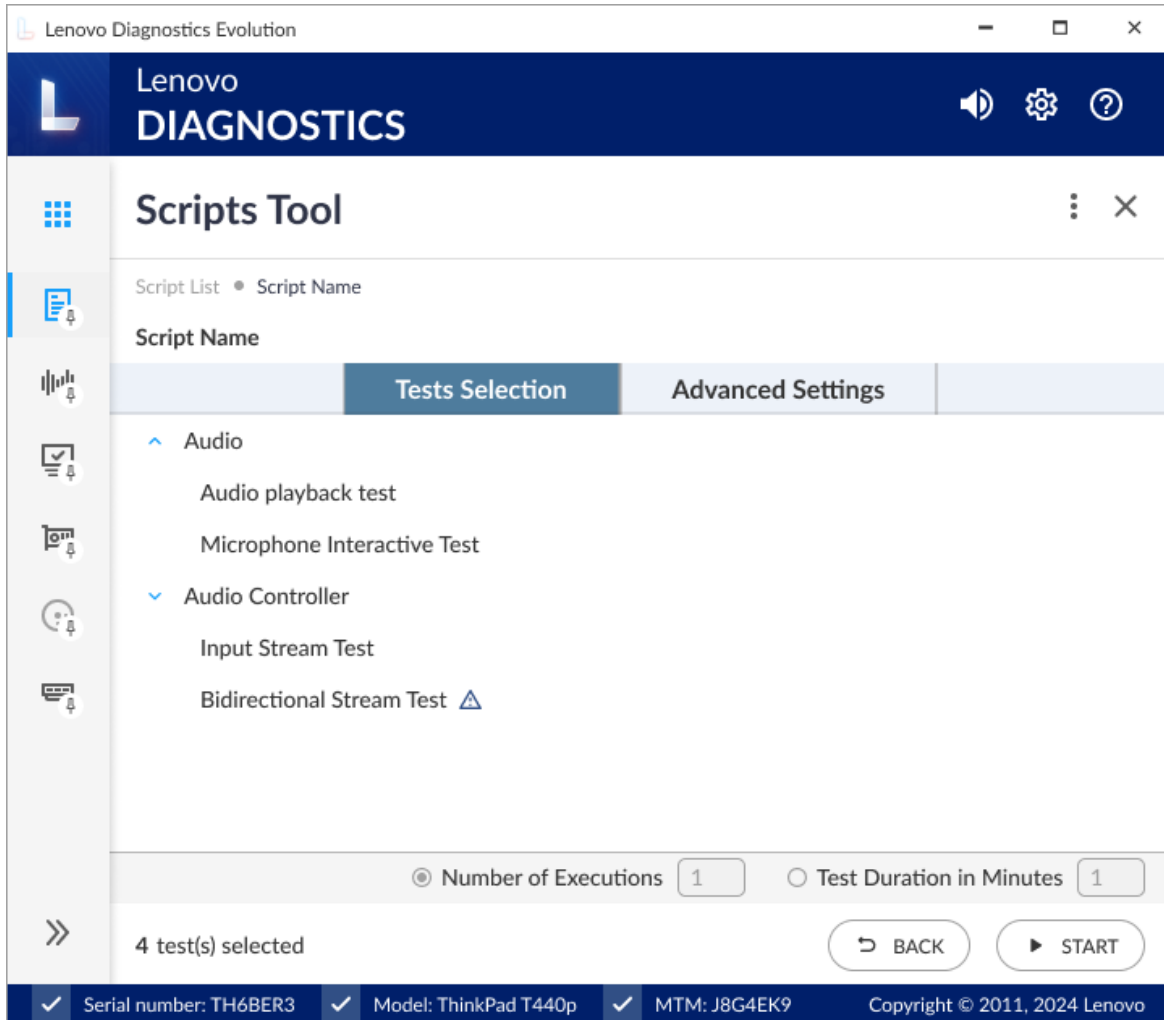 Lenovo Diagnostics Evolution
Lenovo
DIAGNOSTICS
Scripts Tool
Script List • Script Name
Script Name
Tests Selection Advanced Settings
Audio
Audio playback test
Microphone Interactive Test
Audio Controller
Input Stream Test
Bidirectional Stream Test
Number of Executions 1 Test Duration in Minutes 1
4 test(s) selected BACK START
Serial number: TH6BER3 Model: ThinkPad T440p MTM: J8G4EK9 Copyright © 2011, 2024 Lenovo